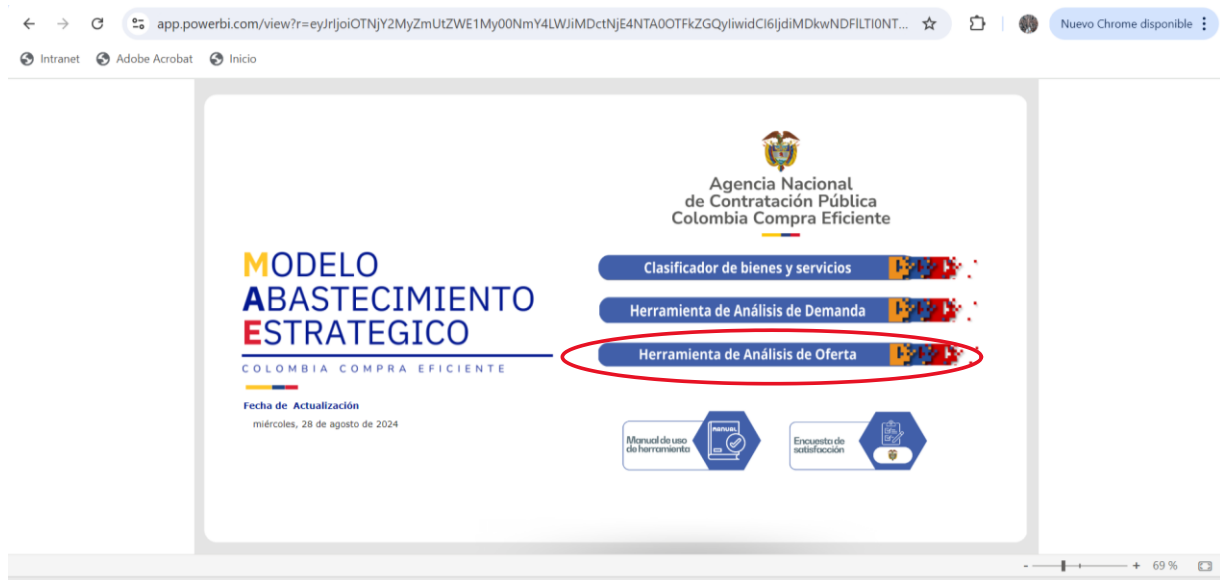 app.powerbi.com/view?r=eyJrIjoiOTNjY2MyZmUtZWE1My00NmY4LWJiMDctNjE4NTA0OTFkZGQyIiwidCI6IjdiMDkwNDFlLTI0NT...
Nuevo Chrome disponible
Intranet
Adobe Acrobat
Inicio
Agencia Nacional
de Contratación Pública
Colombia Compra Eficiente
MODELO
ABASTECIMIENTO
ESTRATEGICO
COLOMBIA COMPRA EFICIENTE
Fecha de Actualización
miércoles, 28 de agosto de 2024
Clasificador de bienes y servicios
Herramienta de Análisis de Demanda
Herramienta de Análisis de Oferta
Manual de uso
de herramienta
MANUAL
Encuesta de
satisfacción
- + 69 %